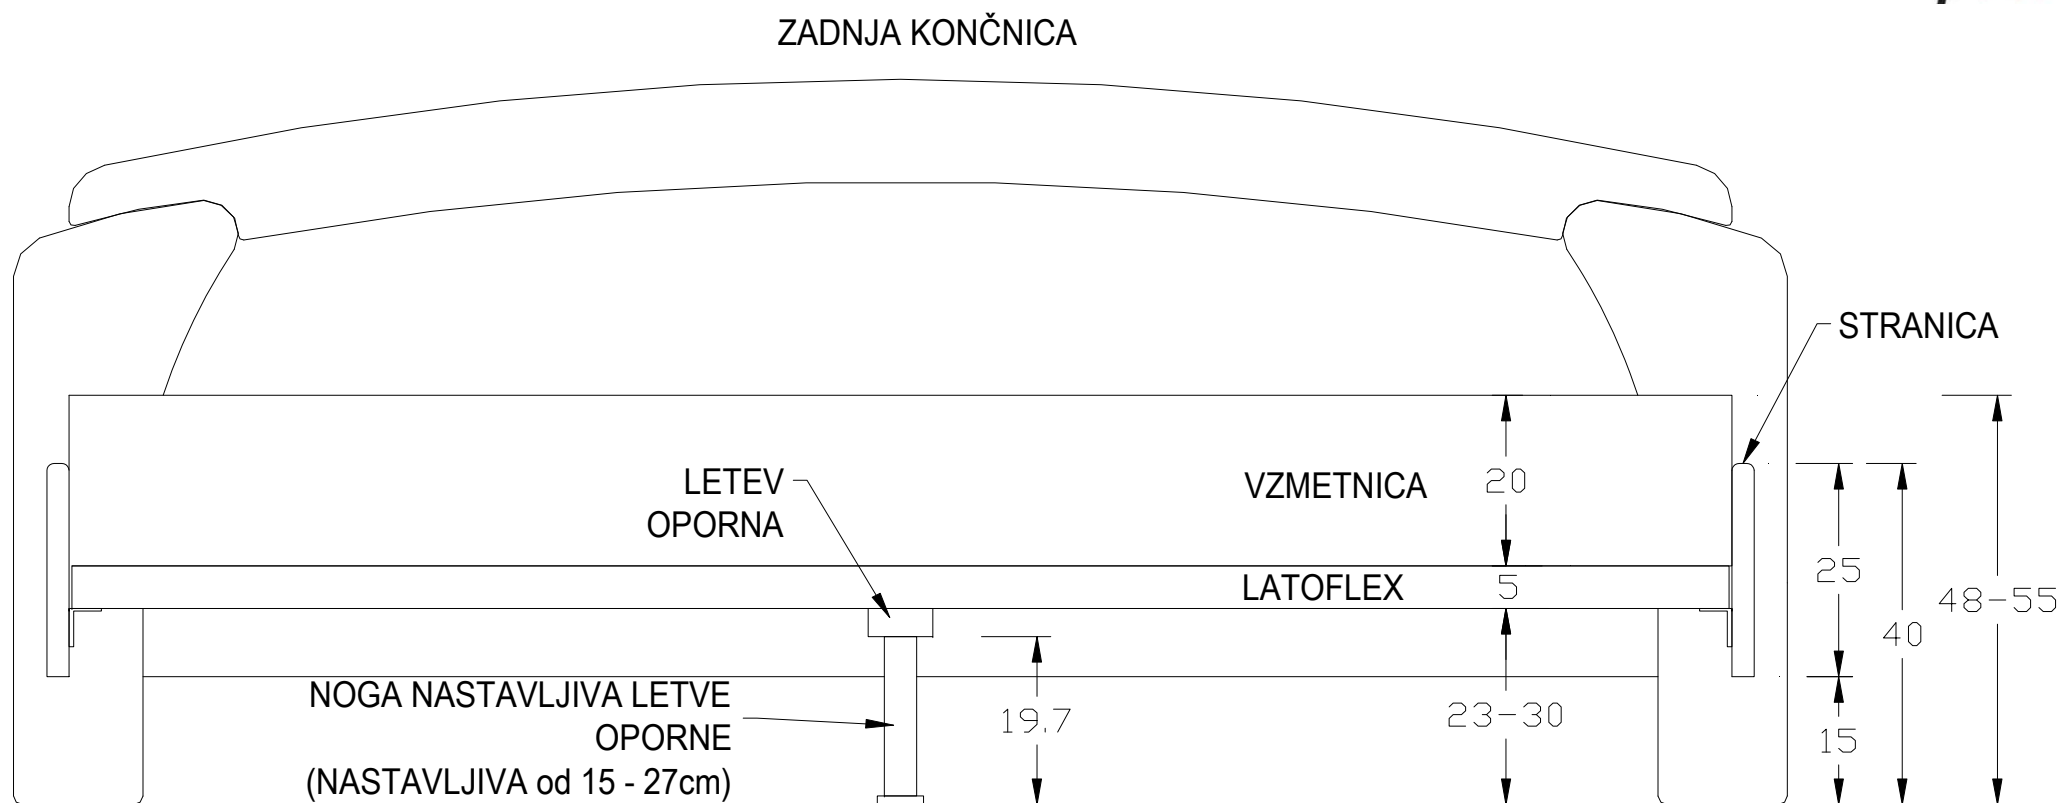 ZADNJA KONČNICA
STRANICA
LETEV
OPORNA
VZMETNICA
20
LATOFLEX
5
25
48-55
40
NOGA NASTAVLJIVA LETVE
OPORNE
(NASTAVLJIVA od 15 - 27cm)
19.7
23-30
15